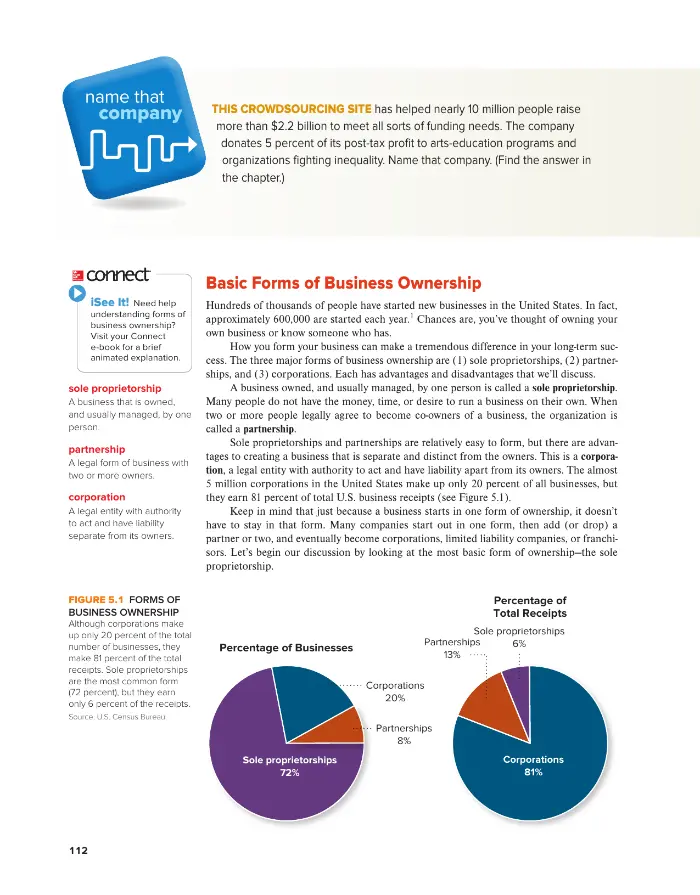 name that
company
THIS CROWDSOURCING SITE has helped nearly 10 million people raise
more than $2.2 billion to meet all sorts of funding needs. The company
donates 5 percent of its post-tax profit to arts-education programs and
organizations fighting inequality. Name that company. (Find the answer in
the chapter.)
connect
iSee It! Need help
understanding forms of
business ownership?
Visit your Connect
e-book for a brief
animated explanation.
sole proprietorship
A business that is owned,
and usually managed, by one
person.
partnership
A legal form of business with
two or more owners.
corporation
A legal entity with authority
to act and have liability
separate from its owners.
Basic Forms of Business Ownership
Hundreds of thousands of people have started new businesses in the United States. In fact,
approximately 600,000 are started each year.1 Chances are, you've thought of owning your
own business or know someone who has.
How you form your business can make a tremendous difference in your long-term suc-
cess. The three major forms of business ownership are (1) sole proprietorships, (2) partner-
ships, and (3) corporations. Each has advantages and disadvantages that we'll discuss.
A business owned, and usually managed, by one person is called a sole proprietorship.
Many people do not have the money, time, or desire to run a business on their own. When
two or more people legally agree to become co-owners of a business, the organization is
called a partnership.
Sole proprietorships and partnerships are relatively easy to form, but there are advan-
tages to creating a business that is separate and distinct from the owners. This is a corpora-
tion, a legal entity with authority to act and have liability apart from its owners. The almost
5 million corporations in the United States make up only 20 percent of all businesses, but
they earn 81 percent of total U.S. business receipts (see Figure 5.1).
Keep in mind that just because a business starts in one form of ownership, it doesn't
have to stay in that form. Many companies start out in one form, then add (or drop) a
partner or two, and eventually become corporations, limited liability companies, or franchi-
sors. Let's begin our discussion by looking at the most basic form of ownership—the sole
proprietorship.
FIGURE 5.1 FORMS OF
BUSINESS OWNERSHIP
Although corporations make
up only 20 percent of the total
number of businesses, they
make 81 percent of the total
receipts. Sole proprietorships
are the most common form
(72 percent), but they earn
only 6 percent of the receipts.
Source: U.S. Census Bureau
Percentage of Businesses
Corporations
20%
Partnerships
8%
Sole proprietorships
72%
Percentage of
Total Receipts
Sole proprietorships
6%
Partnerships
13%
Corporations
81%
112